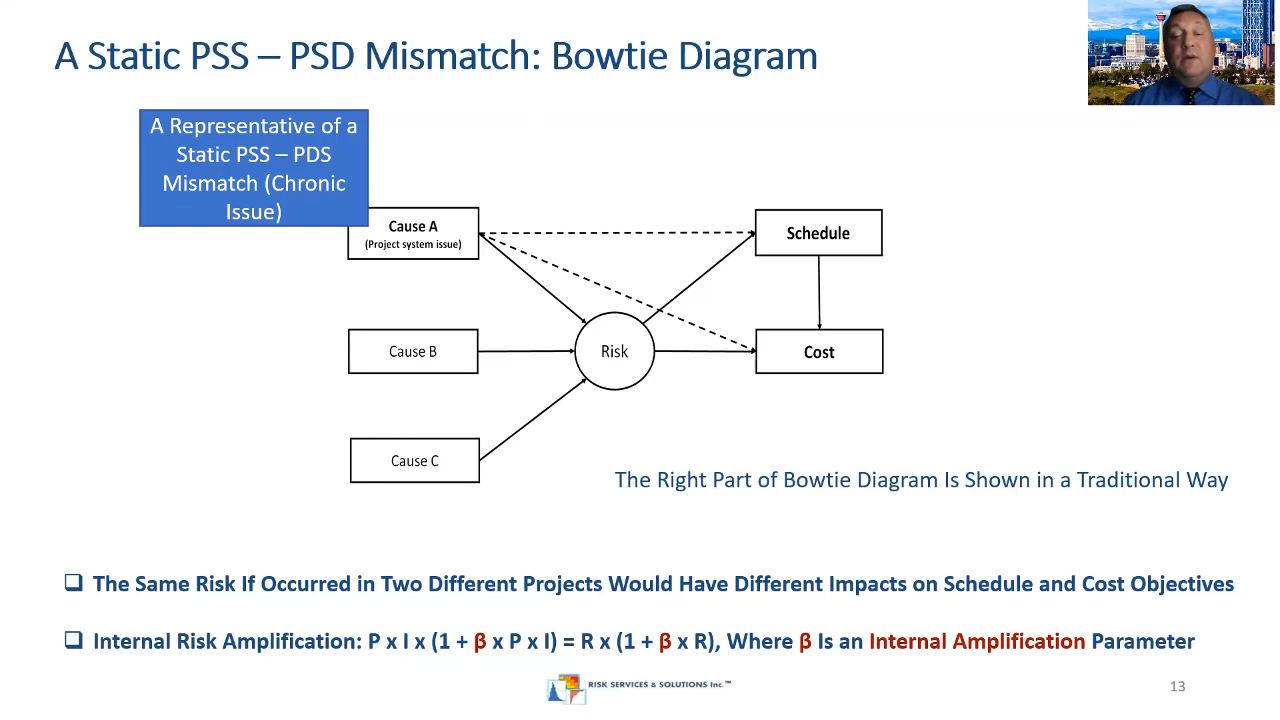 A Static PSS – PSD Mismatch: Bowtie Diagram
A Representative of a
Static PSS – PDS
Mismatch (Chronic
Issue)
Cause A
(Project system issue)
Schedule
Cause B
Risk
Cost
Cause C
The Right Part of Bowtie Diagram Is Shown in a Traditional Way
❑ The Same Risk If Occurred in Two Different Projects Would Have Different Impacts on Schedule and Cost Objectives
❑ Internal Risk Amplification: P x I x (1 + β x P x I) = R x (1 + β x R), Where β Is an Internal Amplification Parameter
RISK SERVICES & SOLUTIONS Inc.™
13